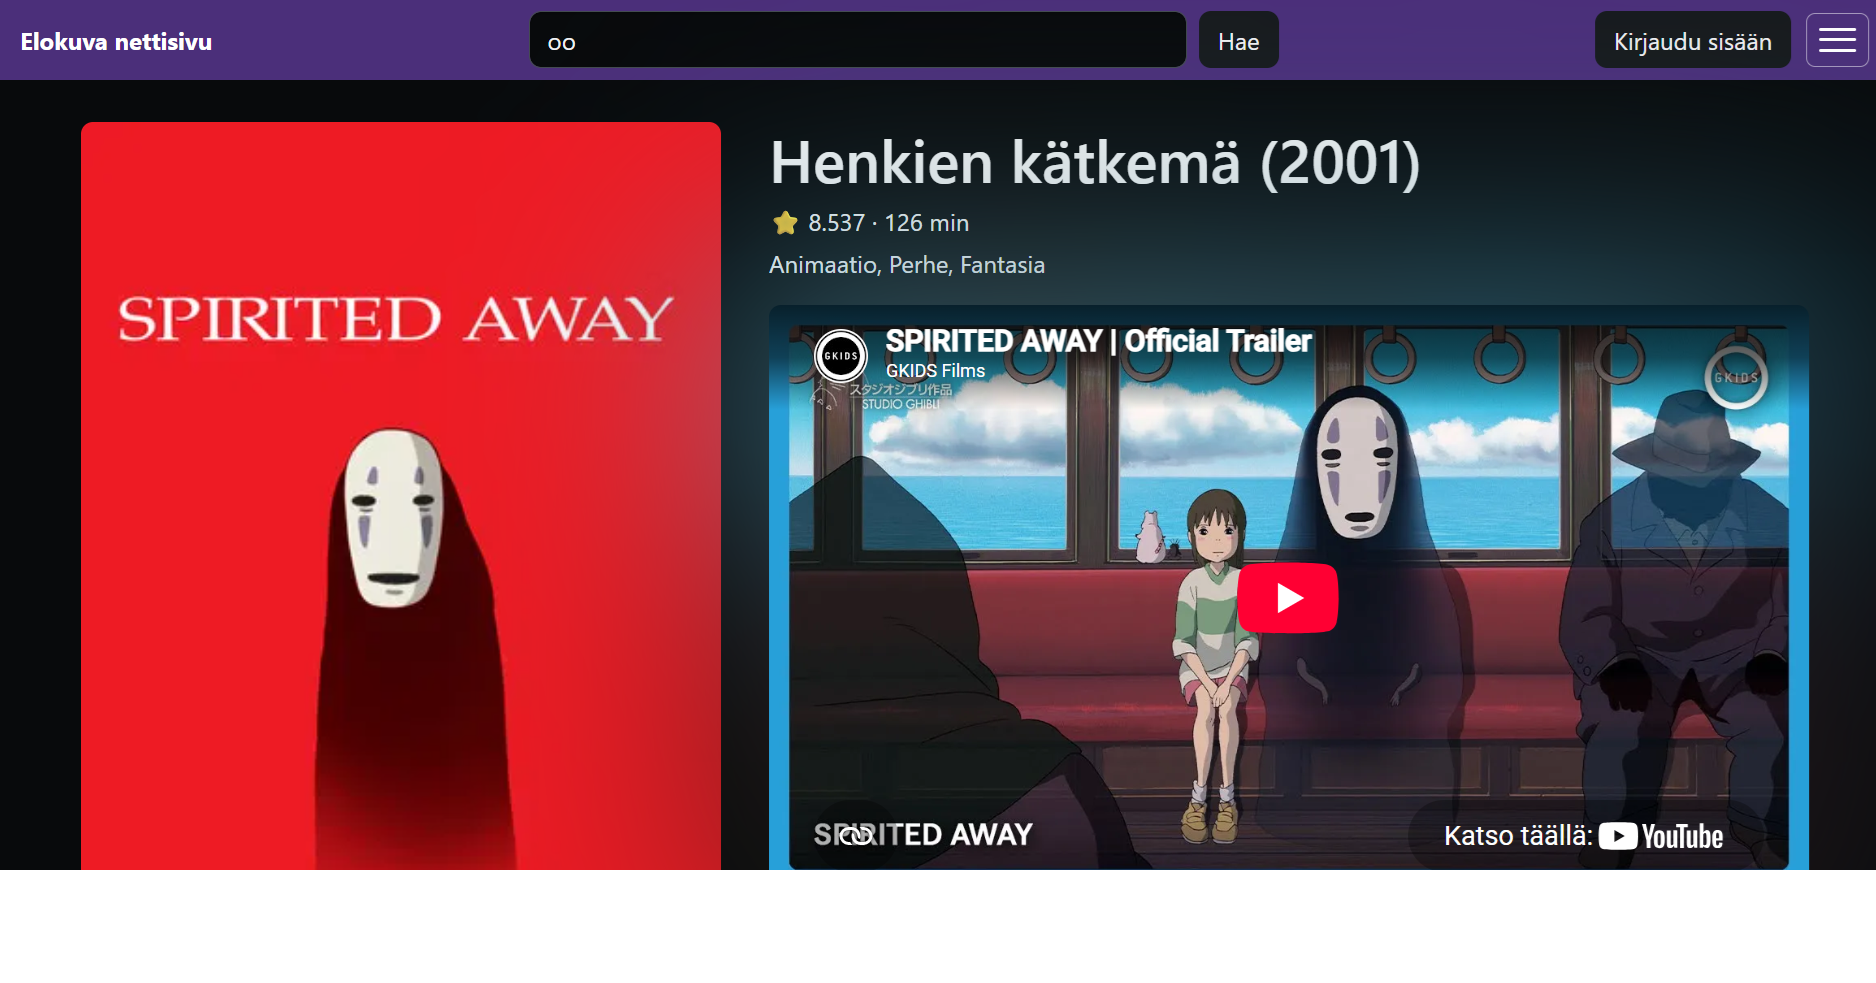 Elokuva nettisivu
oo
Hae
Kirjaudu sisään
SPIRITED AWAY
Henkien kätkemä (2001)
8.537 · 126 min
Animaatio, Perhe, Fantasia
GKIDS
SPIRITED AWAY | Official Trailer
GKIDS Films
スタジオジブリ作品
STUDIO GHIBLI
GKIDS
SPIRITED AWAY
Katso täällä: YouTube